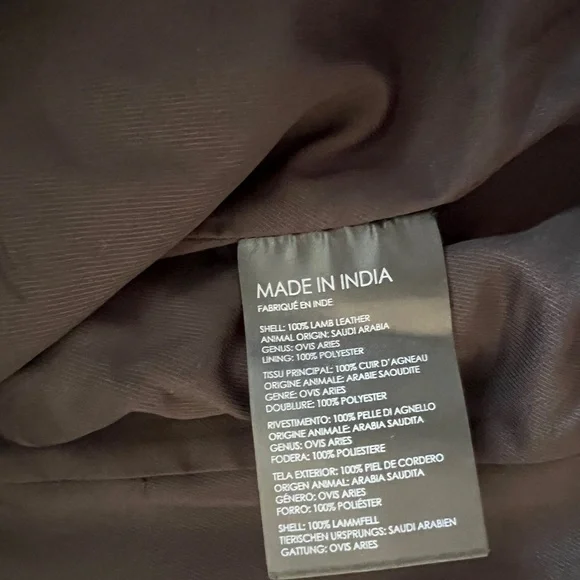 MADE IN INDIA
FABRIQUÉ EN INDE
SHELL: 100% LAMB LEATHER
ANIMAL ORIGIN: SAUDI ARABIA
GENUS: OVIS ARIES
LINING: 100% POLYESTER
TISSU PRINCIPAL: 100% CUIR D'AGNEAU
ORIGINE ANIMALE: ARABIE SAOUDITE
GENRE: OVIS ARIES
DOUBLURE: 100% POLYESTER
RIVESTIMENTO: 100% PELLE DI AGNELLO
ORIGINE ANIMALE: ARABIA SAUDITA
GENUS: OVIS ARIES
FODERA: 100% POLIESTERE
TELA EXTERIOR: 100% PIEL DE CORDERO
ORIGEN ANIMAL: ARABIA SAUDITA
GÉNERO: OVIS ARIES
FORRO: 100% POLIÉSTER
SHELL: 100% LAMMFELL
TIERISCHEN URSPRUNGS: SAUDI ARABIEN
GATTUNG: OVIS ARIES